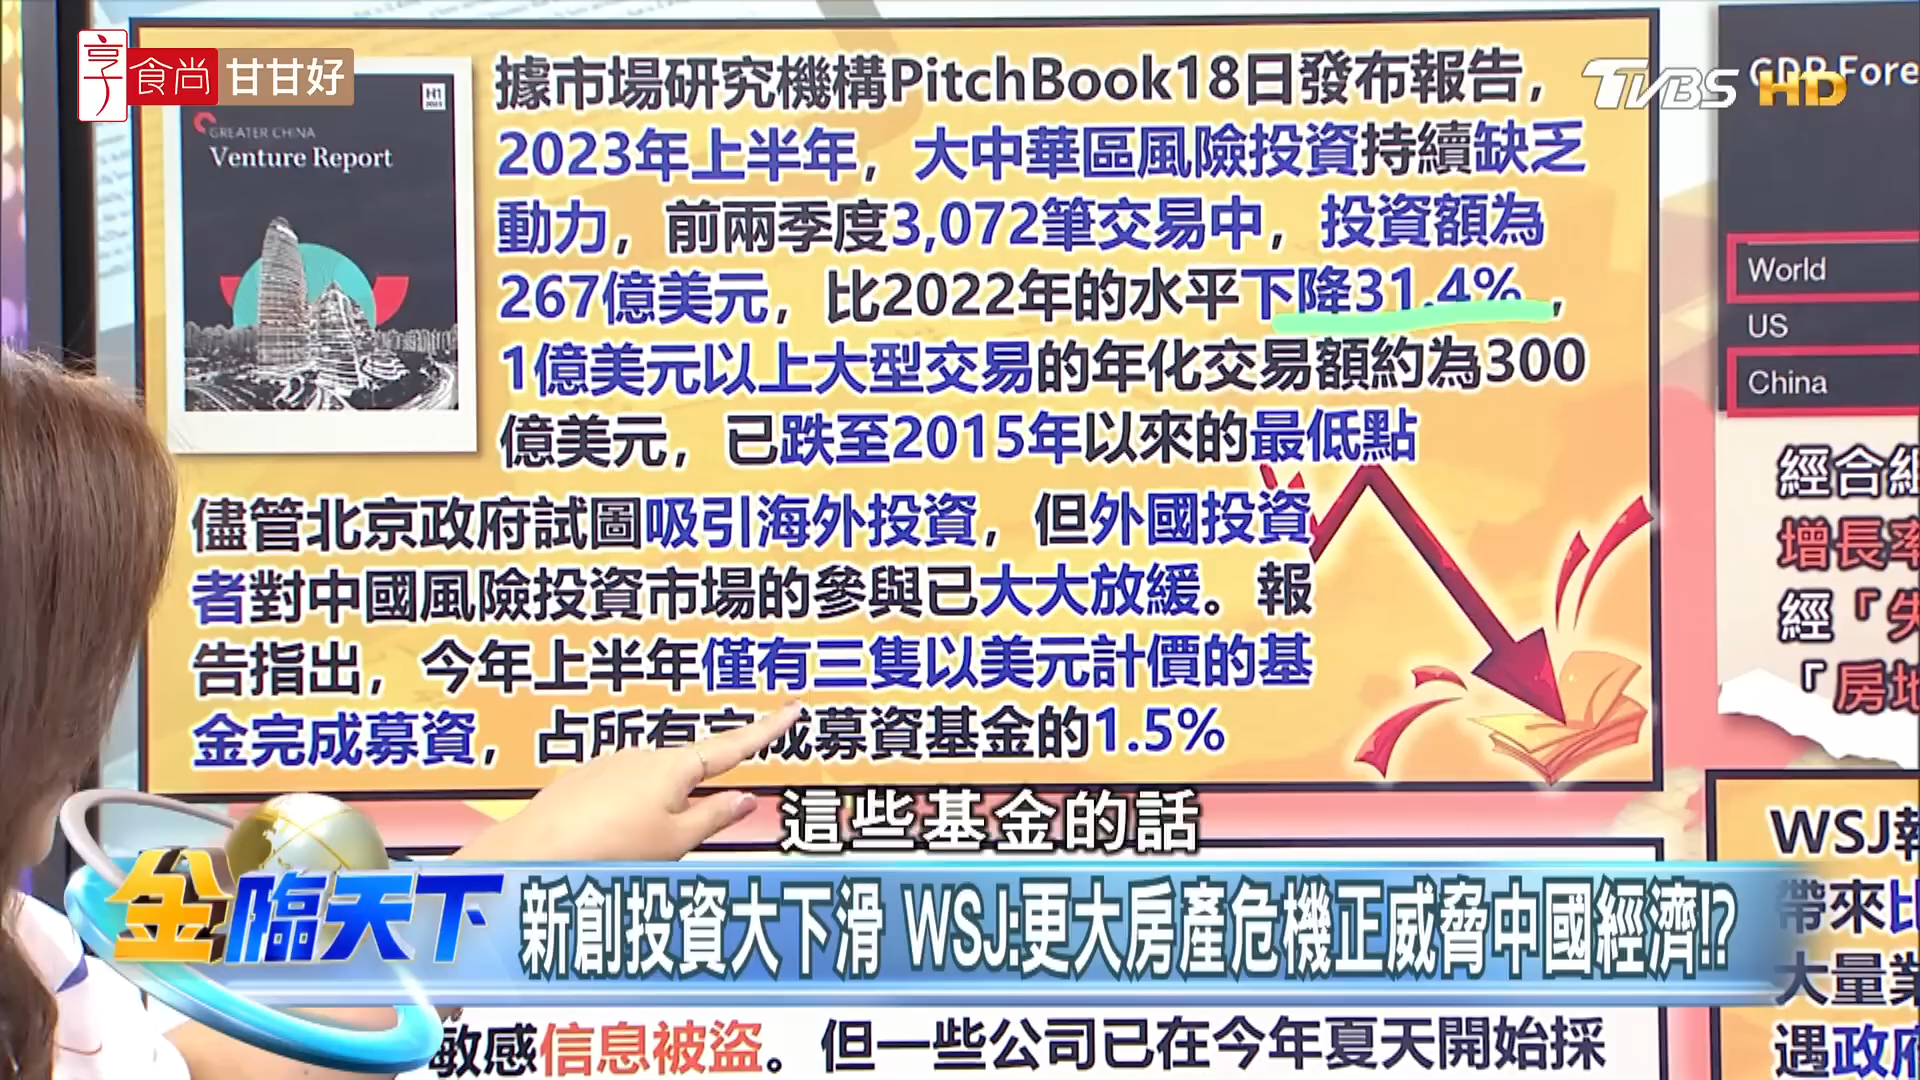 享 食尚 甘甘好
TVBS HD
H1
2023
GREATER CHINA
Venture Report
據市場研究機構PitchBook18日發布報告，
2023年上半年，大中華區風險投資持續缺乏
動力，前兩季度3,072筆交易中，投資額為
267億美元，比2022年的水平下降31.4%，
1億美元以上大型交易的年化交易額約為300
億美元，已跌至2015年以來的最低點
儘管北京政府試圖吸引海外投資，但外國投資
者對中國風險投資市場的參與已大大放緩。報
告指出，今年上半年僅有三隻以美元計價的基
金完成募資，占所有完成募資基金的1.5%
GDP Fore
World
US
China
經合組
增長率
經「失
「房地
這些基金的話
金臨天下
新創投資大下滑 WSJ:更大房產危機正威脅中國經濟!?
WSJ報
帶來比
大量業
遇政府
敏感信息被盜。但一些公司已在今年夏天開始採